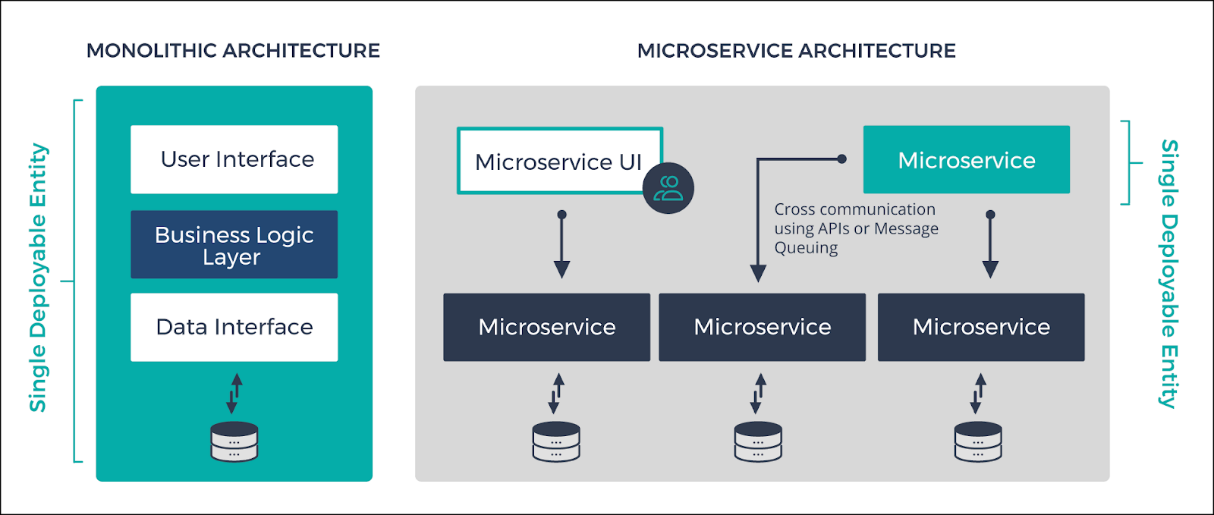 MONOLITHIC ARCHITECTURE
Single Deployable Entity
User Interface
Business Logic
Layer
Data Interface
MICROSERVICE ARCHITECTURE
Microservice UI
Microservice
Cross communication
using APIs or Message
Queuing
Microservice
Microservice
Microservice
Single Deployable Entity